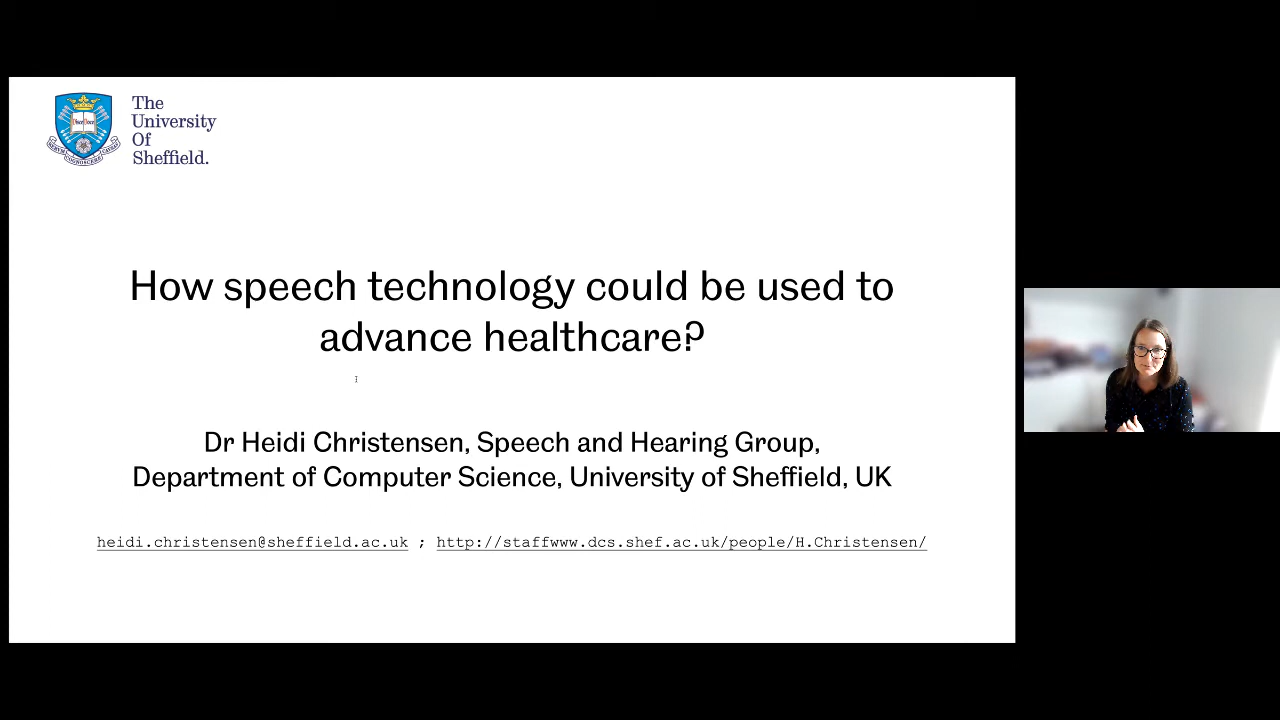 The
University
Of
Sheffield.
How speech technology could be used to
advance healthcare?
Dr Heidi Christensen, Speech and Hearing Group,
Department of Computer Science, University of Sheffield, UK
heidi.christensen@sheffield.ac.uk ; http://staffwww.dcs.shef.ac.uk/people/H.Christensen/